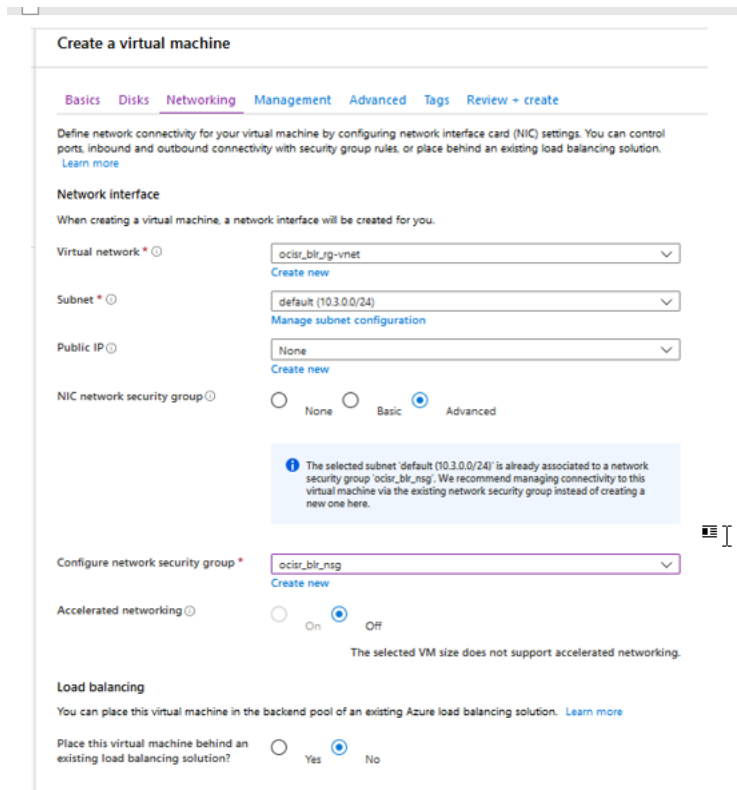 Create a virtual machine
Basics Disks Networking Management Advanced Tags Review + create
Define network connectivity for your virtual machine by configuring network interface card (NIC) settings. You can control
ports, inbound and outbound connectivity with security group rules, or place behind an existing load balancing solution.
Learn more
Network interface
When creating a virtual machine, a network interface will be created for you.
Virtual network *
ocisr_blr_rg-vnet
Create new
Subnet *
default (10.3.0.0/24)
Manage subnet configuration
Public IP
None
Create new
NIC network security group
None Basic Advanced
The selected subnet 'default (10.3.0.0/24)' is already associated to a network
security group 'ocisr_blr_nsg'. We recommend managing connectivity to this
virtual machine via the existing network security group instead of creating a
new one here.
Configure network security group *
ocisr_blr_nsg
Create new
Accelerated networking
On Off
The selected VM size does not support accelerated networking.
Load balancing
You can place this virtual machine in the backend pool of an existing Azure load balancing solution. Learn more
Place this virtual machine behind an
existing load balancing solution?
Yes No